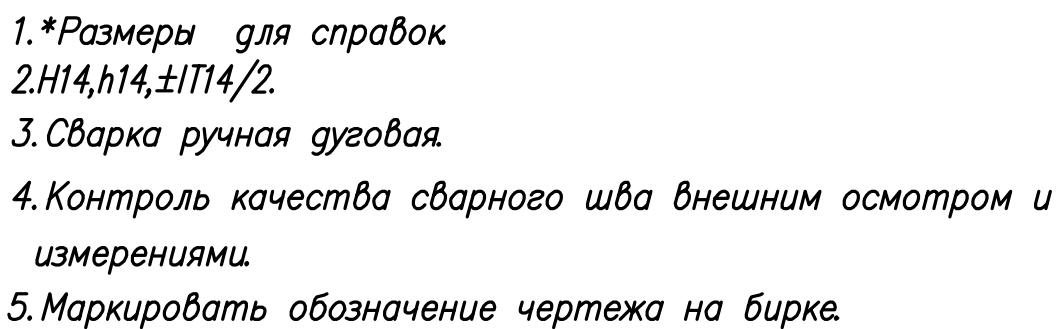 1.*Размеры для справок.
2.H14,h14,±IT14/2.
3. Сварка ручная дуговая.
4. Контроль качества сварного шва внешним осмотром и
измерениями.
5. Маркировать обозначение чертежа на бирке.